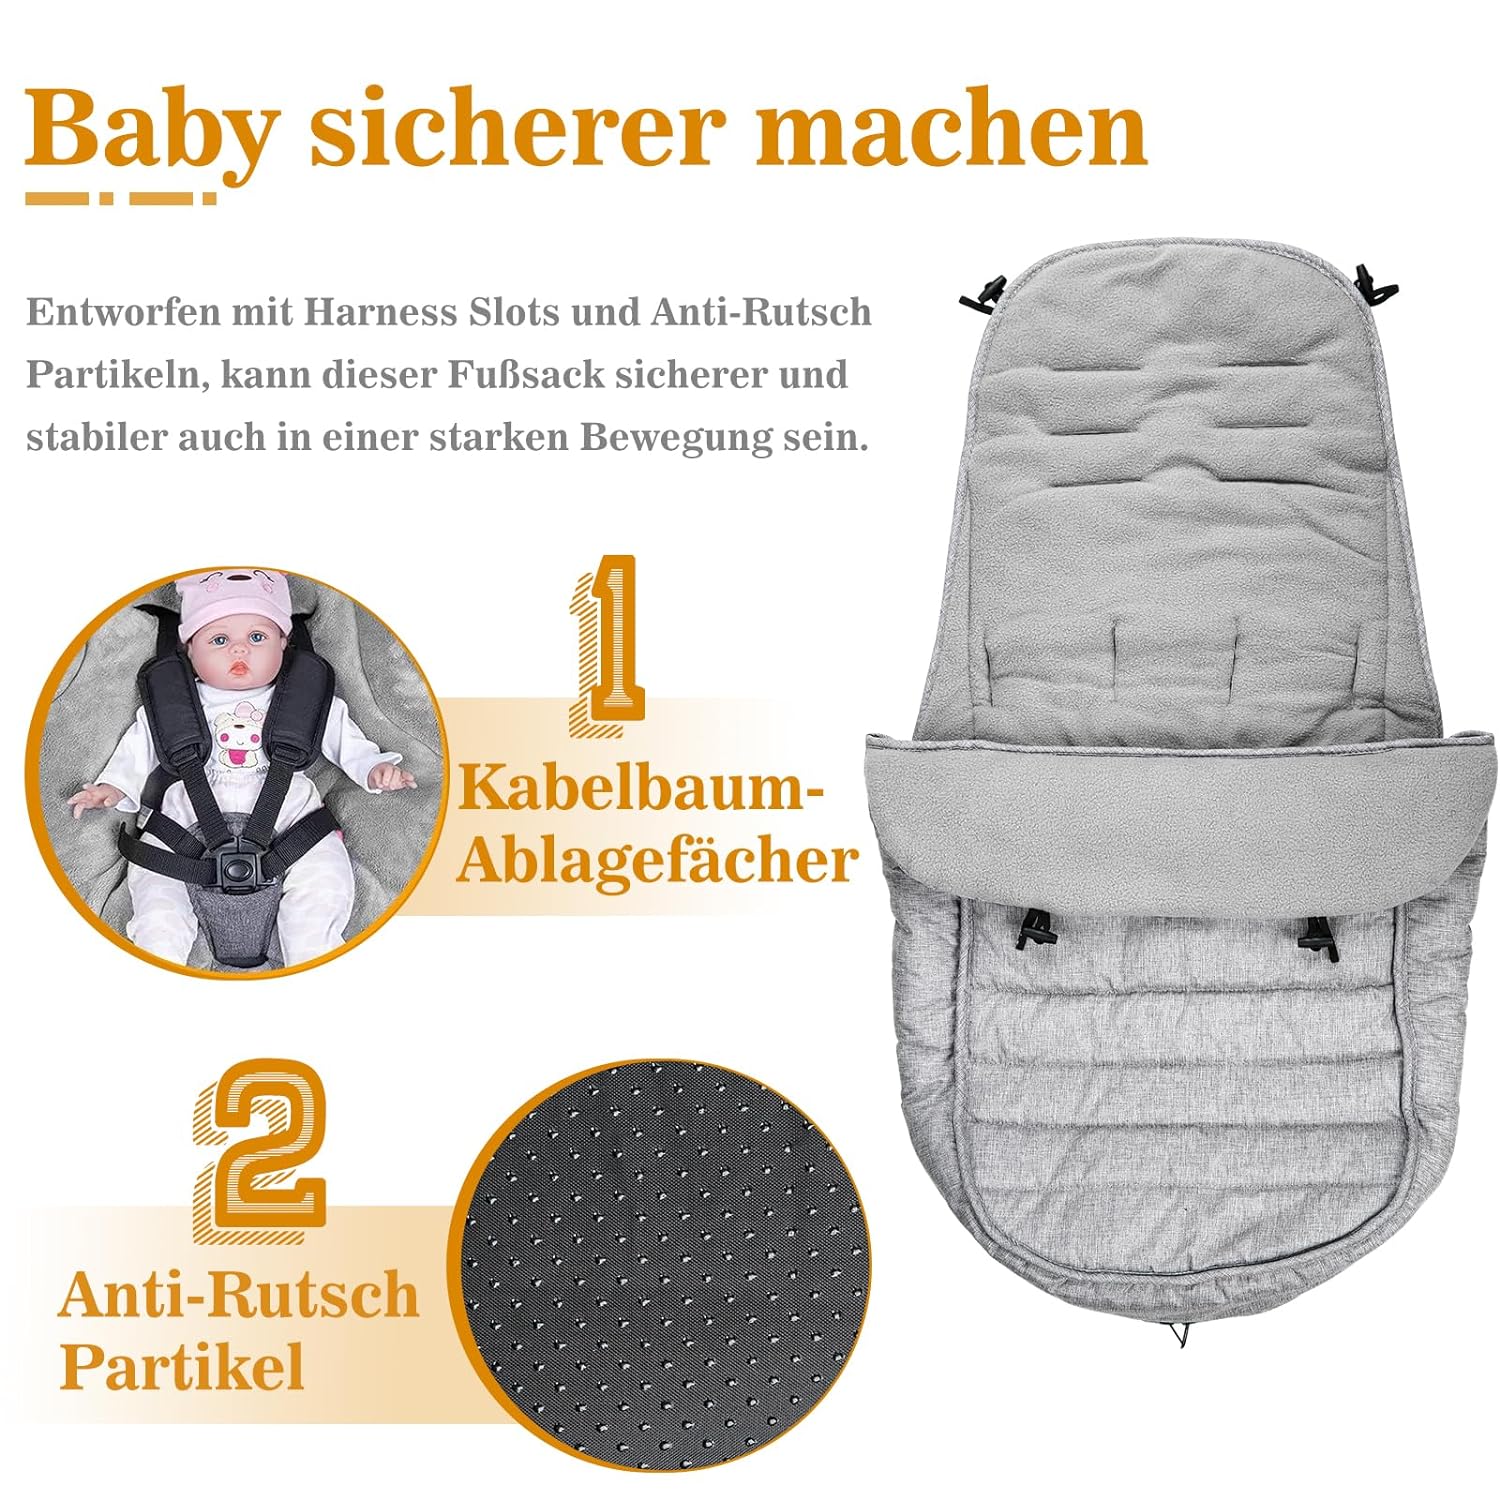 Baby sicherer machen
Entworfen mit Harness Slots und Anti-Rutsch
Partikeln, kann dieser Fußsack sicherer und
stabiler auch in einer starken Bewegung sein.
1
Kabelbaum-
Ablagefächer
2
Anti-Rutsch
Partikel